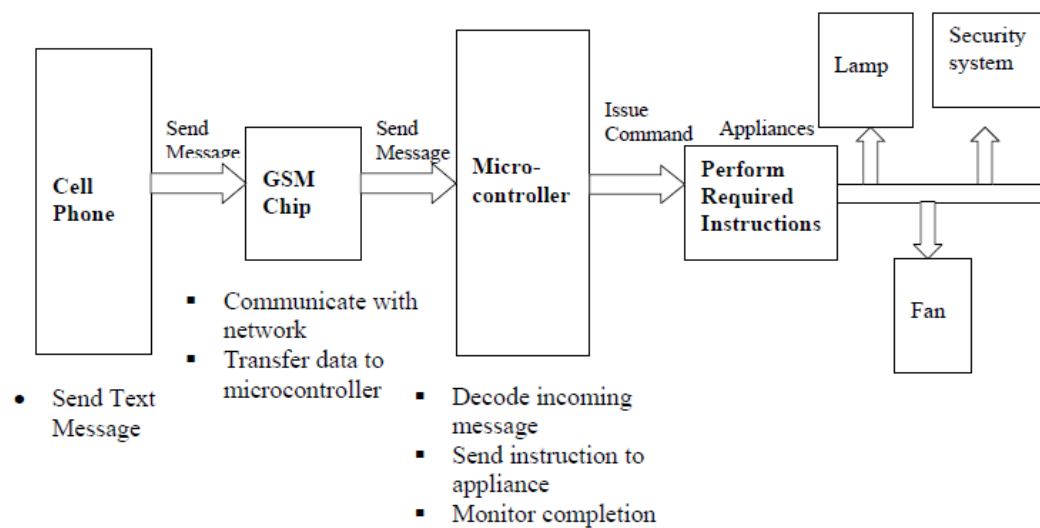 Cell
Phone
Send
Message
GSM
Chip
Send
Message
Micro-
controller
Issue
Command
Appliances
Perform
Required
Instructions
Lamp
Security
system
Fan
• Send Text
Message
▪ Communicate with
network
▪ Transfer data to
microcontroller
▪ Decode incoming
message
▪ Send instruction to
appliance
▪ Monitor completion